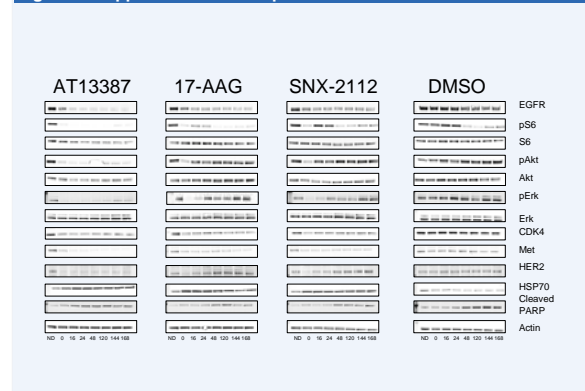 AT13387 17-AAG SNX-2112 DMSO
EGFR
pS6
S6
pAkt
Akt
pErk
Erk
CDK4
Met
HER2
HSP70
Cleaved
PARP
Actin
ND 0 16 24 48 120 144 168 ND 0 16 24 48 120 144 168 ND 0 16 24 48 120 144 168 ND 0 16 24 48 120 144 168